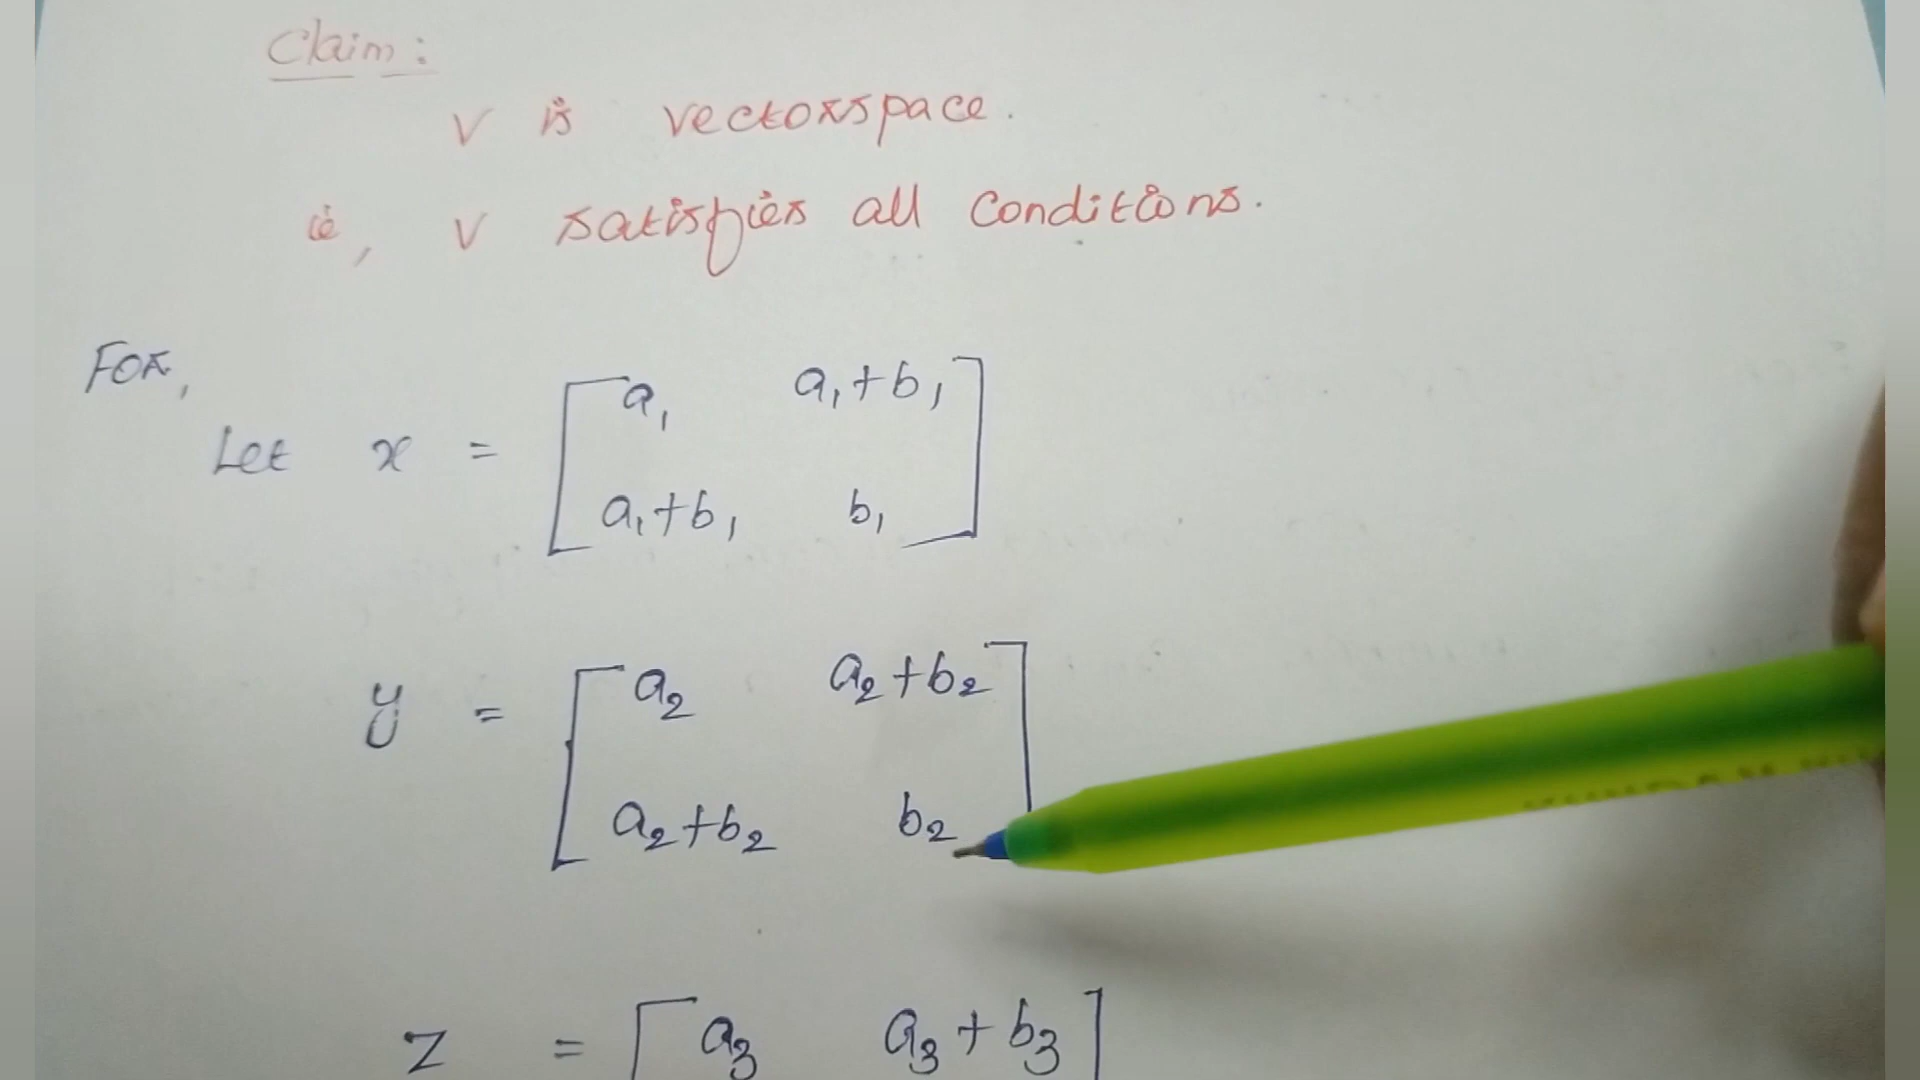 Claim:
V is vectorspace.
ie, V satisfies all conditions.
For,
Let x = [ a₁ a₁+b₁
a₁+b₁ b₁ ]
y = [ a₂ a₂+b₂
a₂+b₂ b₂ ]
z = [ a₃ a₃+b₃ ]